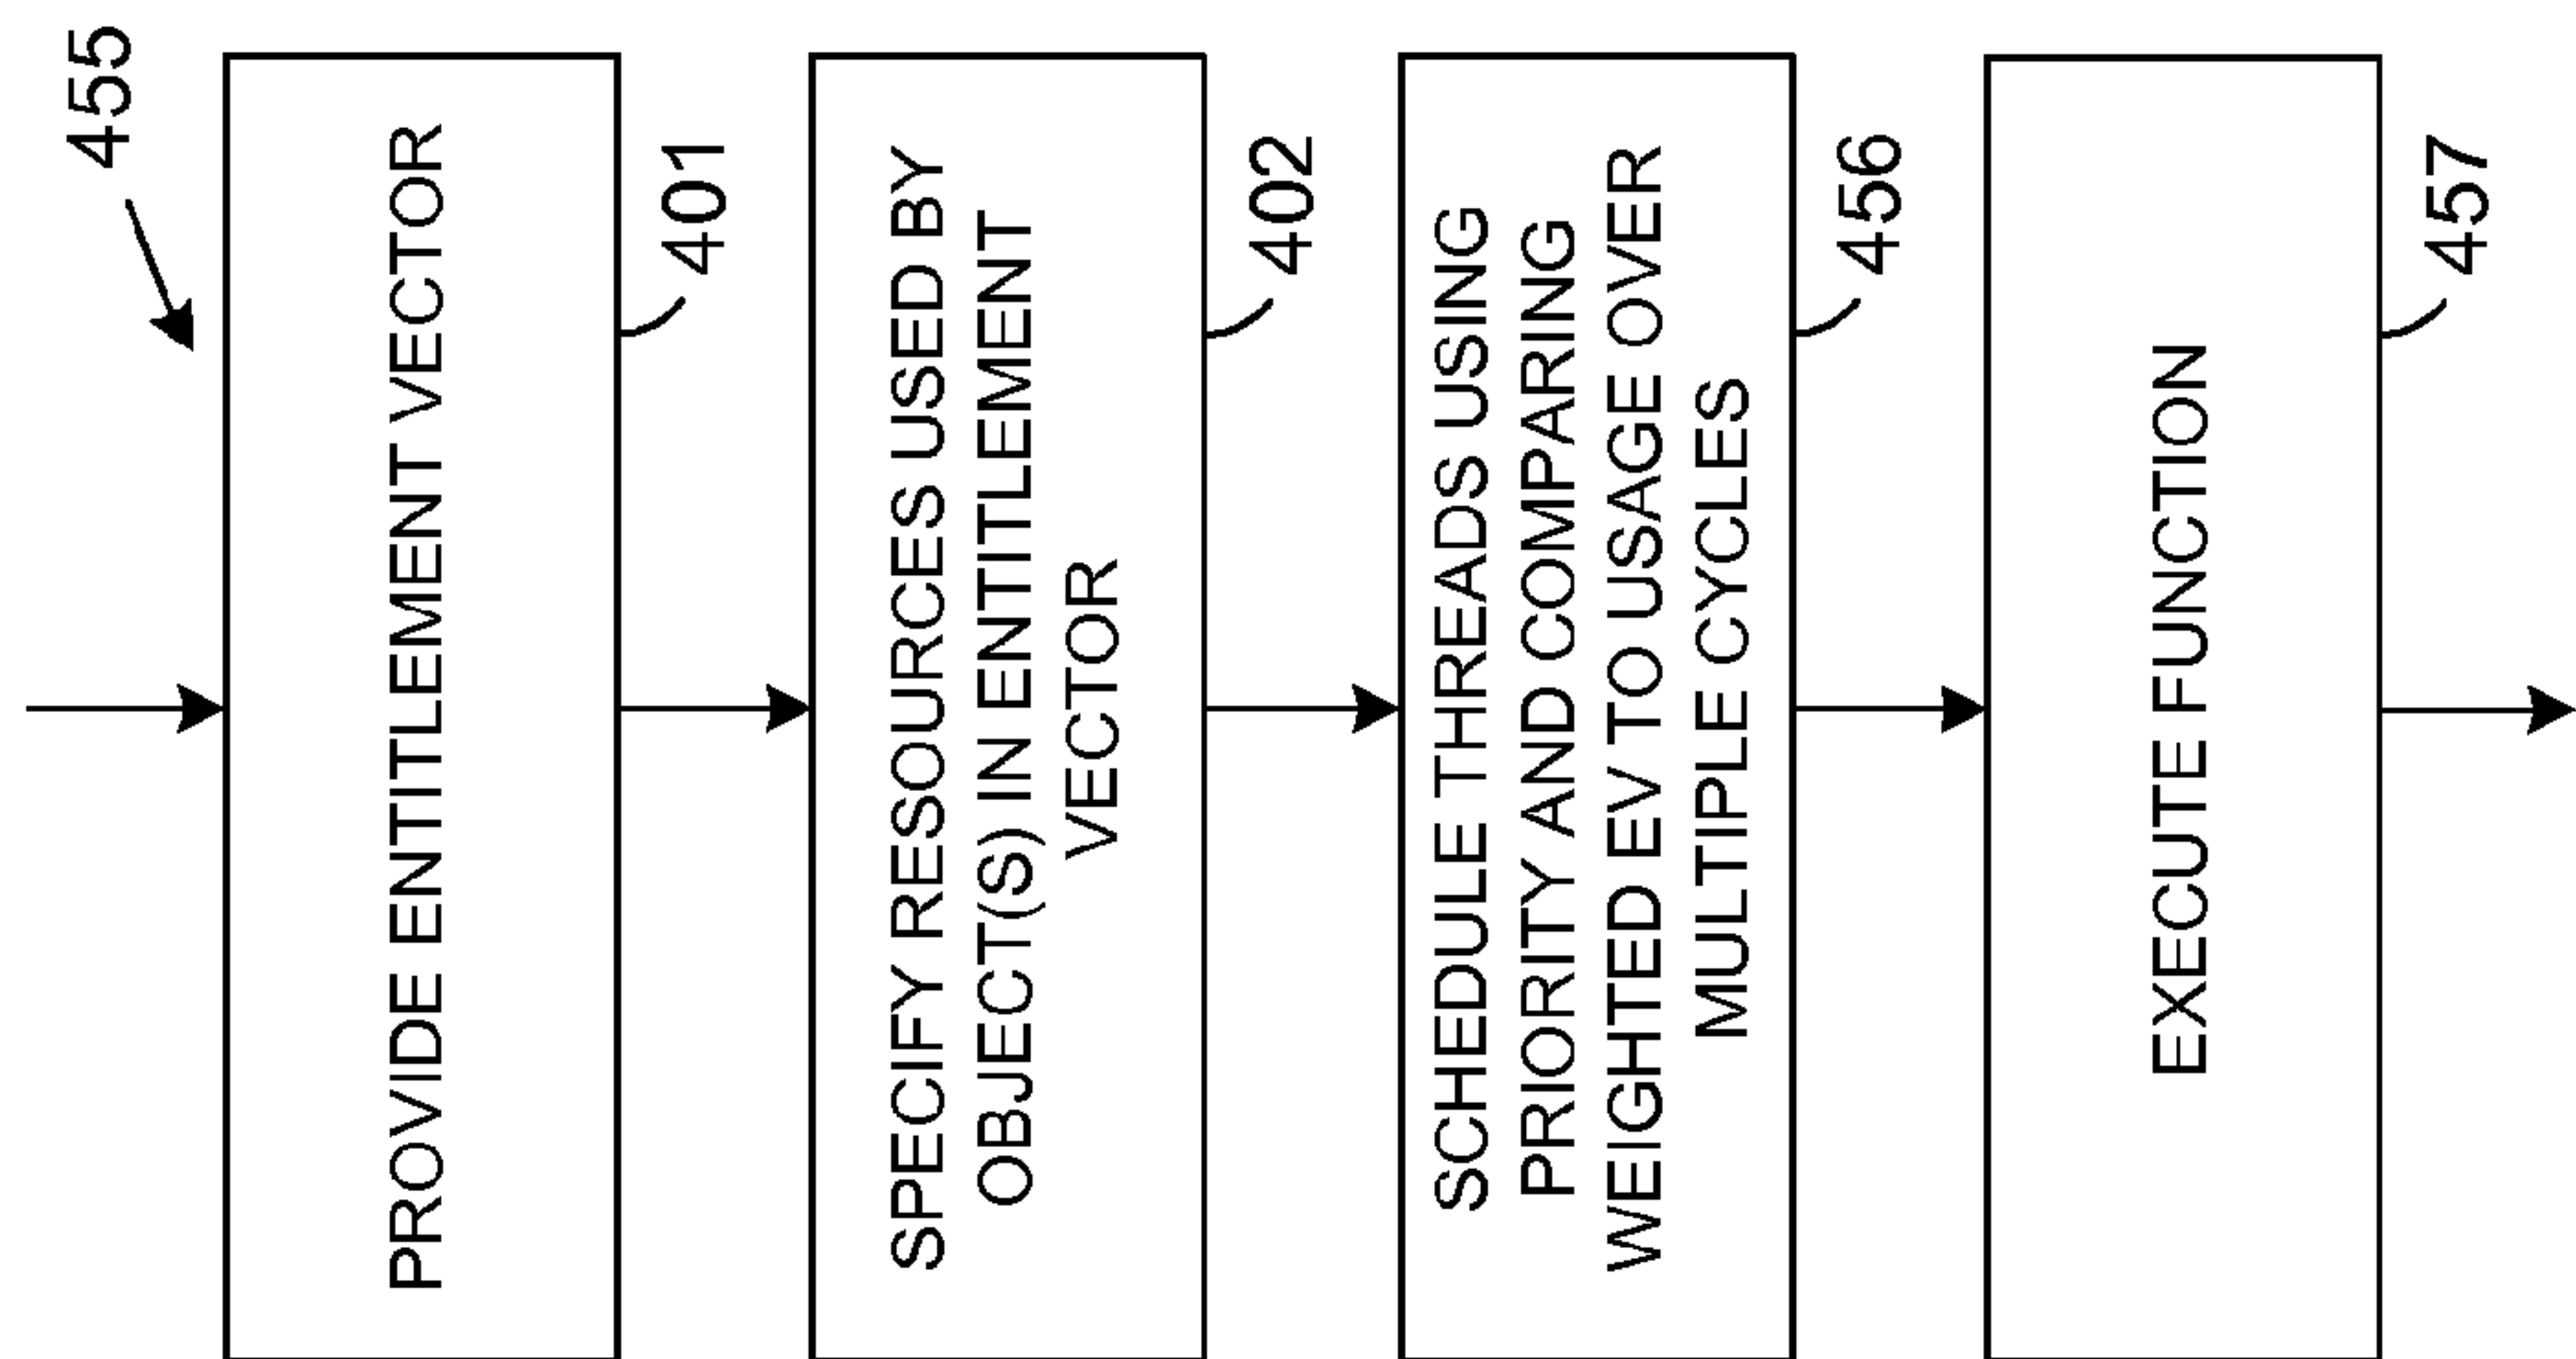 455
PROVIDE ENTITLEMENT VECTOR
401
SPECIFY RESOURCES USED BY
OBJECT(S) IN ENTITLEMENT
VECTOR
402
SCHEDULE THREADS USING
PRIORITY AND COMPARING
WEIGHTED EV TO USAGE OVER
MULTIPLE CYCLES
456
EXECUTE FUNCTION
457